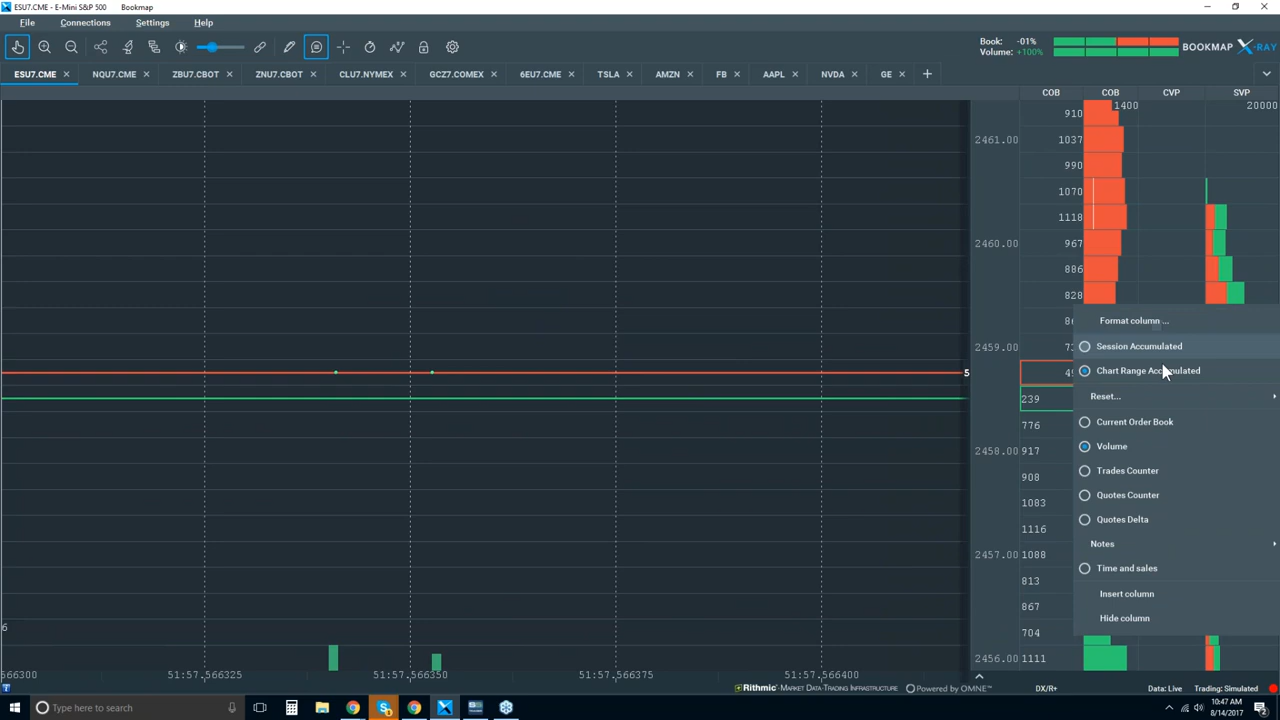 ESU7.CME - E-Mini S&P 500 Bookmap
File Connections Settings Help
Book: -01%
Volume: +100%
BOOKMAP X-RAY
ESU7.CME NQU7.CME ZBU7.CBOT ZNU7.CBOT CLU7.NYMEX GCZ7.COMEX 6EU7.CME TSLA AMZN FB AAPL NVDA GE
COB COB CVP SVP
1400 20000
910
2461.00 1037
990
1070
1118
2460.00 967
886
828
Format column ...
Session Accumulated
2459.00
Chart Range Accumulated
5
239 Reset...
776 Current Order Book
2458.00 917 Volume
908 Trades Counter
1083 Quotes Counter
1116 Quotes Delta
Notes
2457.00 1088
813 Time and sales
867 Insert column
Hide column
6
704
2456.00 1111
.566300 51:57.566325 51:57.566350 51:57.566375 51:57.566400
Rithmic - MARKET DATA-TRADING INFRASTRUCTURE Powered by OMNE™ DX/R+ Data: Live Trading: Simulated
Type here to search
10:47 AM
8/14/2017
2